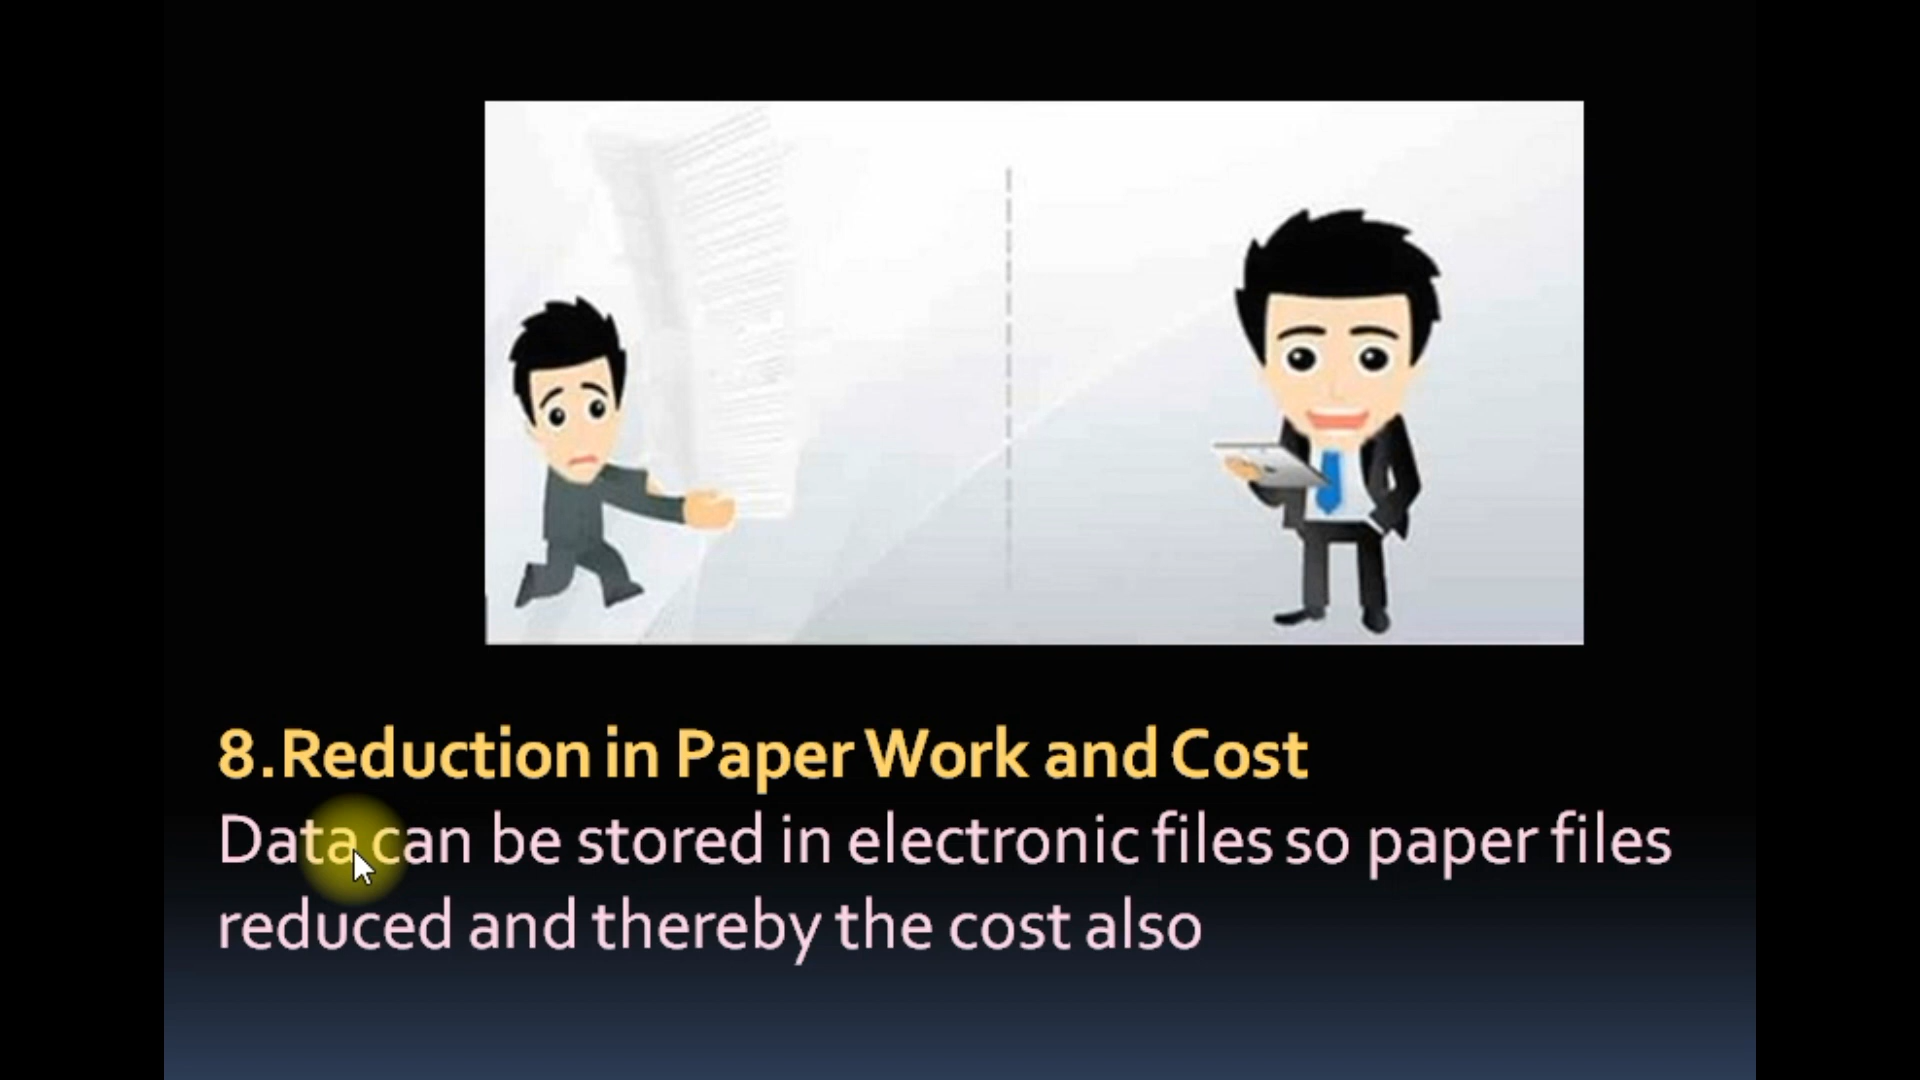 8.Reduction in Paper Work and Cost
Data can be stored in electronic files so paper files
reduced and thereby the cost also